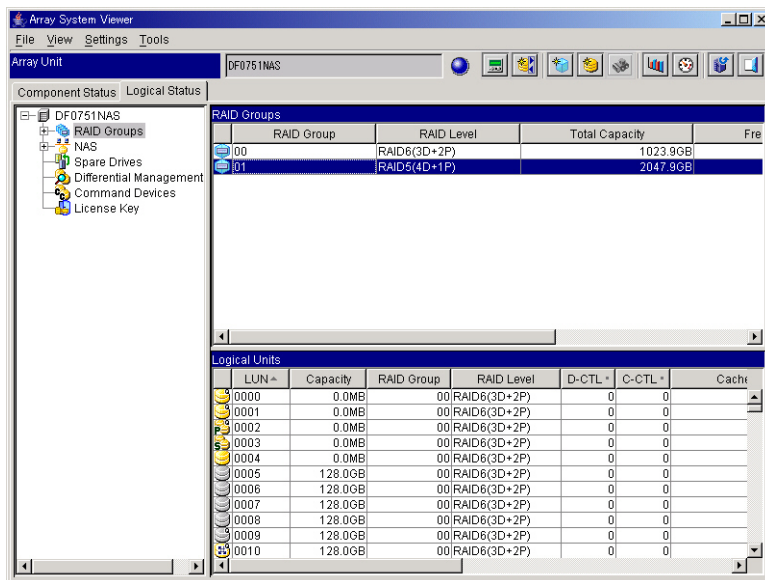 Array System Viewer
File View Settings Tools
Array Unit DF0751NAS
Component Status Logical Status
DF0751NAS
RAID Groups
NAS
Spare Drives
Differential Management
Command Devices
License Key
RAID Groups
RAID Group RAID Level Total Capacity Fre
00 RAID6(3D+2P) 1023.9GB
01 RAID5(4D+1P) 2047.9GB
Logical Units
LUN Capacity RAID Group RAID Level D-CTL * C-CTL * Cache
0000 0.0MB 00 RAID6(3D+2P) 0 0
0001 0.0MB 00 RAID6(3D+2P) 0 0
P 0002 0.0MB 00 RAID6(3D+2P) 0 0
S 0003 0.0MB 00 RAID6(3D+2P) 0 0
0004 0.0MB 00 RAID6(3D+2P) 0 0
0005 128.0GB 00 RAID6(3D+2P) 0 0
0006 128.0GB 00 RAID6(3D+2P) 0 0
0007 128.0GB 00 RAID6(3D+2P) 0 0
0008 128.0GB 00 RAID6(3D+2P) 0 0
0009 128.0GB 00 RAID6(3D+2P) 0 0
0010 128.0GB 00 RAID6(3D+2P) 0 0